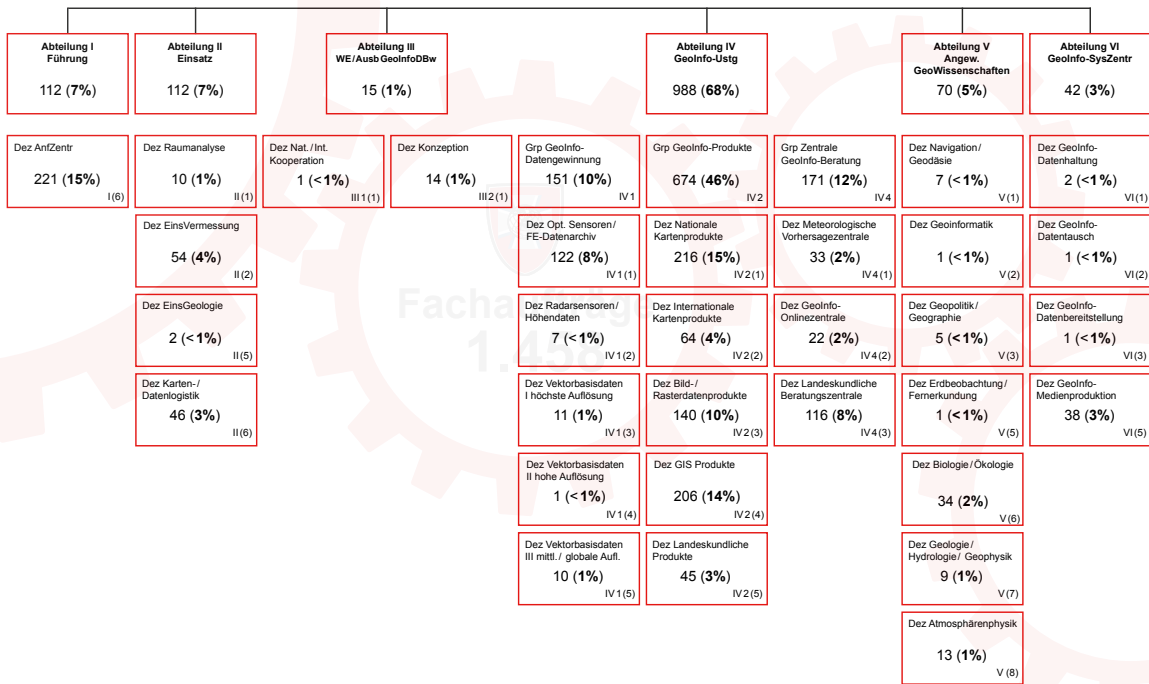 Abteilung I
Führung
112 (7%)
Abteilung II
Einsatz
112 (7%)
Abteilung III
WE/Ausb GeoInfoDBw
15 (1%)
Abteilung IV
GeoInfo-Ustg
988 (68%)
Abteilung V
Angew.
GeoWissenschaften
70 (5%)
Abteilung VI
GeoInfo-SysZentr
42 (3%)
Dez AnfZentr
221 (15%)
I (6)
Dez Raumanalyse
10 (1%)
II (1)
Dez Nat./Int.
Kooperation
1 (<1%)
III 1 (1)
Dez Konzeption
14 (1%)
III 2 (1)
Grp GeoInfo-
Datengewinnung
151 (10%)
IV 1
Grp GeoInfo-Produkte
674 (46%)
IV 2
Grp Zentrale
GeoInfo-Beratung
171 (12%)
IV 4
Dez Navigation/
Geodäsie
7 (<1%)
V (1)
Dez GeoInfo-
Datenhaltung
2 (<1%)
VI (1)
Dez EinsVermessung
54 (4%)
II (2)
Dez Opt. Sensoren/
FE-Datenarchiv
122 (8%)
IV 1 (1)
Dez Nationale
Kartenprodukte
216 (15%)
IV 2 (1)
Dez Meteorologische
Vorhersagezentrale
33 (2%)
IV 4 (1)
Dez Geoinformatik
1 (<1%)
V (2)
Dez GeoInfo-
Datentausch
1 (<1%)
VI (2)
Dez EinsGeologie
2 (<1%)
II (5)
Dez Radarsensoren/
Höhendaten
7 (<1%)
IV 1 (2)
Dez Internationale
Kartenprodukte
64 (4%)
IV 2 (2)
Dez GeoInfo-
Onlinezentrale
22 (2%)
IV 4 (2)
Dez Geopolitik/
Geographie
5 (<1%)
V (3)
Dez GeoInfo-
Datenbereitstellung
1 (<1%)
VI (3)
Fachaufträge
1.458
Dez Karten-/
Datenlogistik
46 (3%)
II (6)
Dez Vektorbasisdaten
I höchste Auflösung
11 (1%)
IV 1 (3)
Dez Bild-/
Rasterdatenprodukte
140 (10%)
IV 2 (3)
Dez Landeskundliche
Beratungszentrale
116 (8%)
IV 4 (3)
Dez Erdbeobachtung/
Fernerkundung
1 (<1%)
V (5)
Dez GeoInfo-
Medienproduktion
38 (3%)
VI (5)
Dez Vektorbasisdaten
II hohe Auflösung
1 (<1%)
IV 1 (4)
Dez GIS Produkte
206 (14%)
IV 2 (4)
Dez Biologie/Ökologie
34 (2%)
V (6)
Dez Vektorbasisdaten
III mittl./ globale Aufl.
10 (1%)
IV 1 (5)
Dez Landeskundliche
Produkte
45 (3%)
IV 2 (5)
Dez Geologie/
Hydrologie/ Geophysik
9 (1%)
V (7)
Dez Atmosphärenphysik
13 (1%)
V (8)